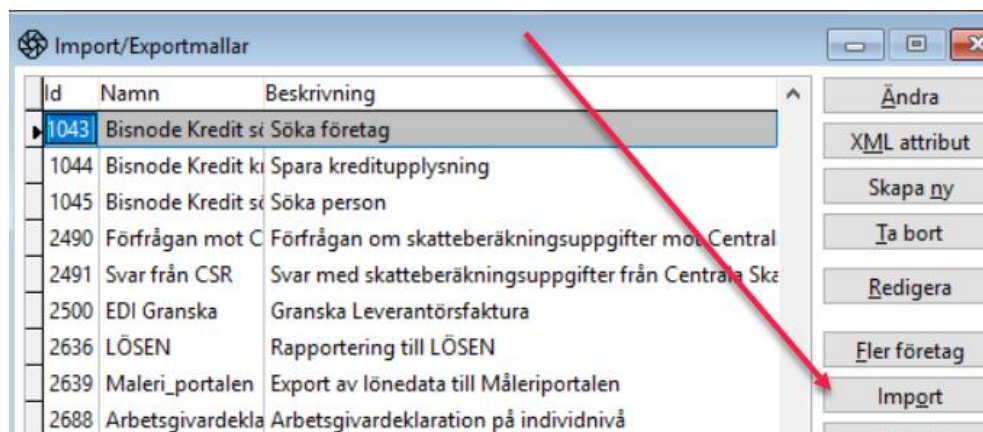 Import/Exportmallar
Id Namn Beskrivning
1043 Bisnode Kredit sö Söka företag
1044 Bisnode Kredit kr Spara kreditupplysning
1045 Bisnode Kredit sö Söka person
2490 Förfrågan mot C Förfrågan om skatteberäkningsuppgifter mot Central
2491 Svar från CSR Svar med skatteberäkningsuppgifter från Centrala Ska
2500 EDI Granska Granska Leverantörsfaktura
2636 LÖSEN Rapportering till LÖSEN
2639 Maleri_portalen Export av lönedata till Måleriportalen
2688 Arbetsgivardekla Arbetsgivardeklaration på individnivå
Ändra
XML attribut
Skapa ny
Ta bort
Redigera
Fler företag
Import